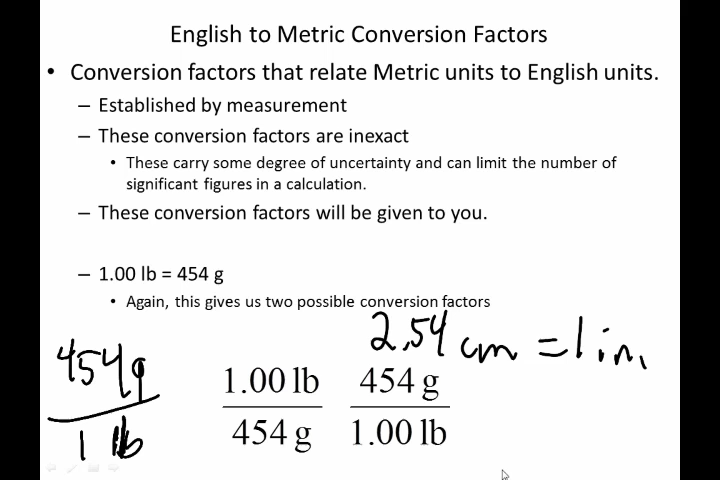 English to Metric Conversion Factors
• Conversion factors that relate Metric units to English units.
– Established by measurement
– These conversion factors are inexact
• These carry some degree of uncertainty and can limit the number of
significant figures in a calculation.
– These conversion factors will be given to you.
– 1.00 lb = 454 g
• Again, this gives us two possible conversion factors
2.54 cm = 1 in.
454g
1 lb
1.00 lb
454 g
454 g
1.00 lb